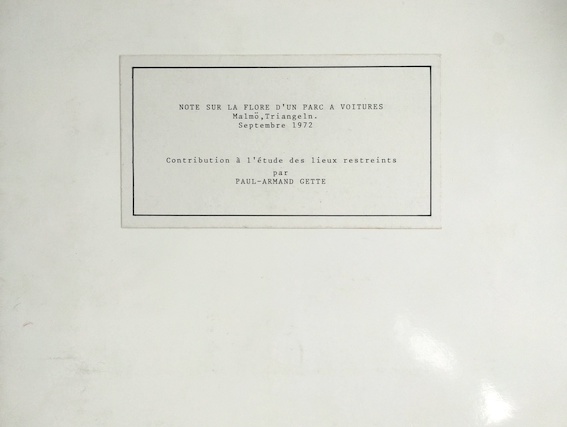 NOTE SUR LA FLORE D'UN PARC A VOITURES
Malmö,Triangeln.
Septembre 1972
Contribution à l'étude des lieux restreints
par
PAUL-ARMAND GETTE